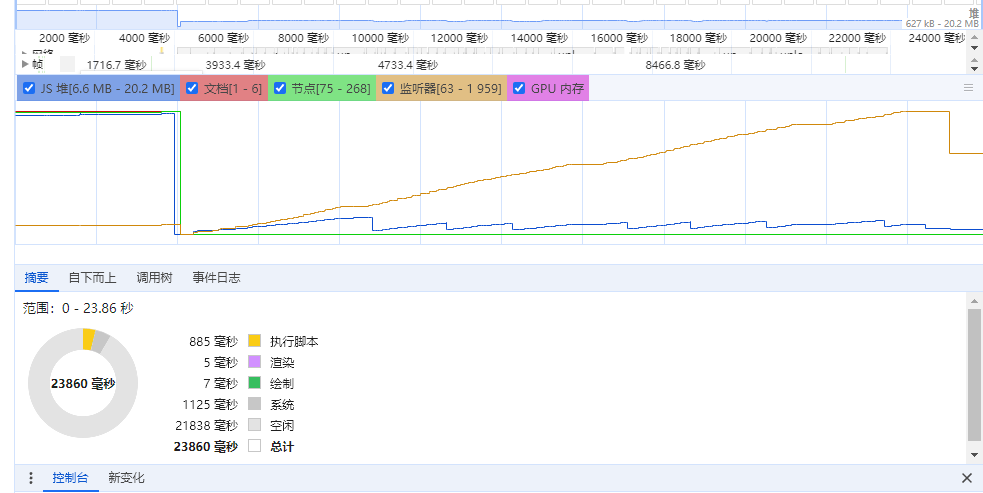 堆
627 kB - 20.2 MB
2000 毫秒 4000 毫秒 6000 毫秒 8000 毫秒 10000 毫秒 12000 毫秒 14000 毫秒 16000 毫秒 18000 毫秒 20000 毫秒 22000 毫秒 24000 毫秒
网络
帧 1716.7 毫秒 3933.4 毫秒 4733.4 毫秒 8466.8 毫秒
JS 堆[6.6 MB - 20.2 MB] 文档[1 - 6] 节点[75 - 268] 监听器[63 - 1 959] GPU 内存
摘要 自下而上 调用树 事件日志
范围：0 - 23.86 秒
23860 毫秒
885 毫秒 执行脚本
5 毫秒 渲染
7 毫秒 绘制
1125 毫秒 系统
21838 毫秒 空闲
23860 毫秒 总计
控制台 新变化